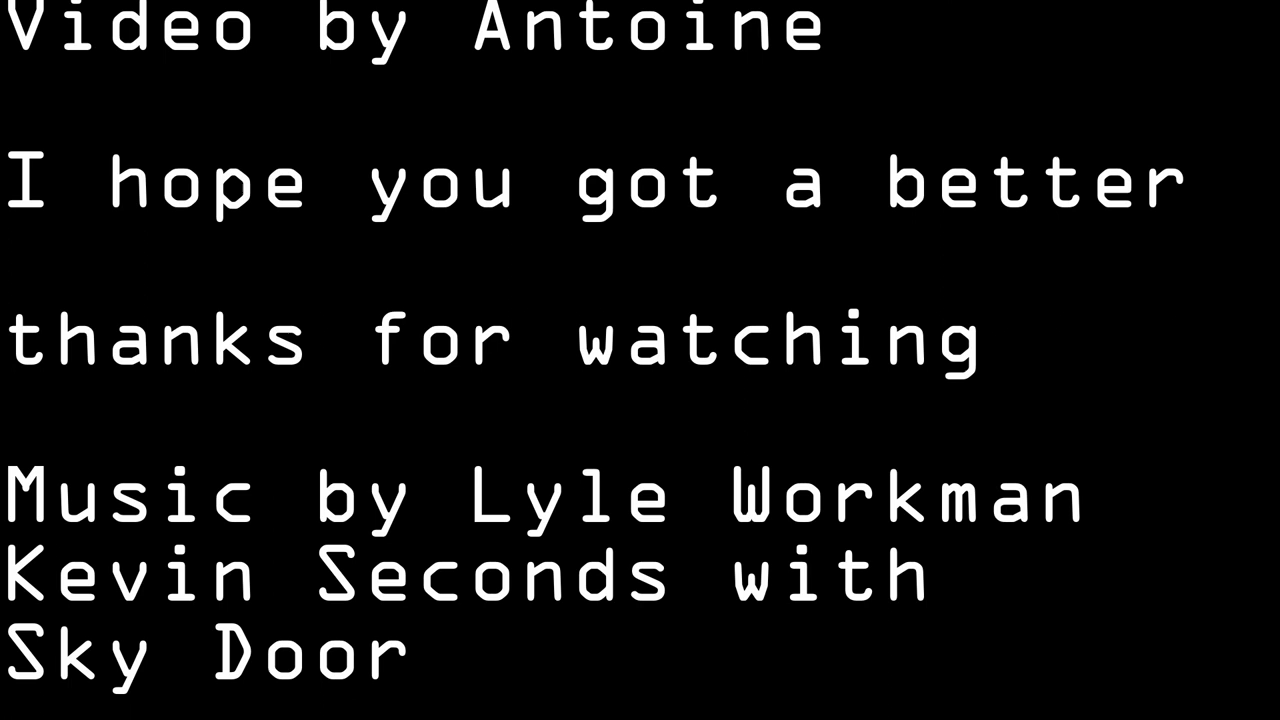 Video by Antoine
I hope you got a better
thanks for watching
Music by Lyle Workman
Kevin Seconds with
Sky Door